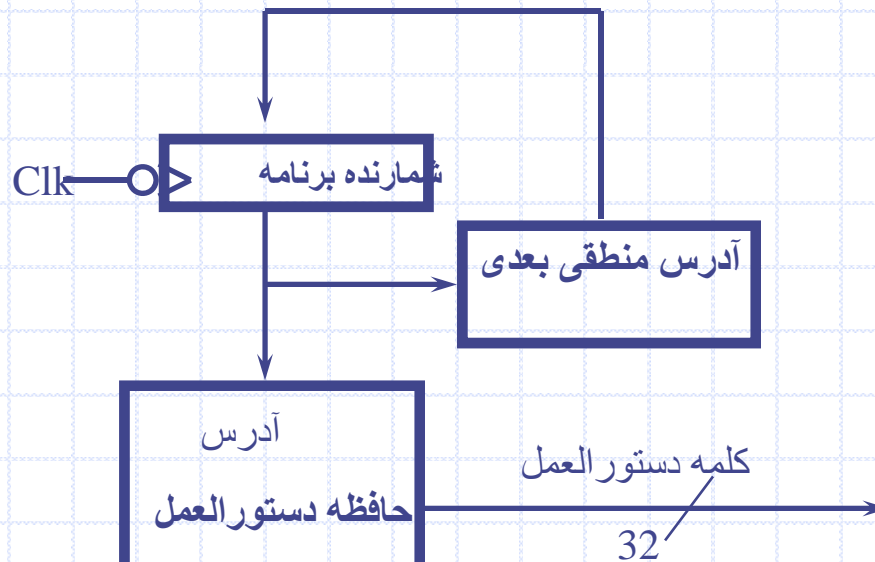 شمارنده برنامه
Clk
آدرس منطقی بعدی
آدرس
کلمه دستورالعمل
حافظه دستورالعمل
32